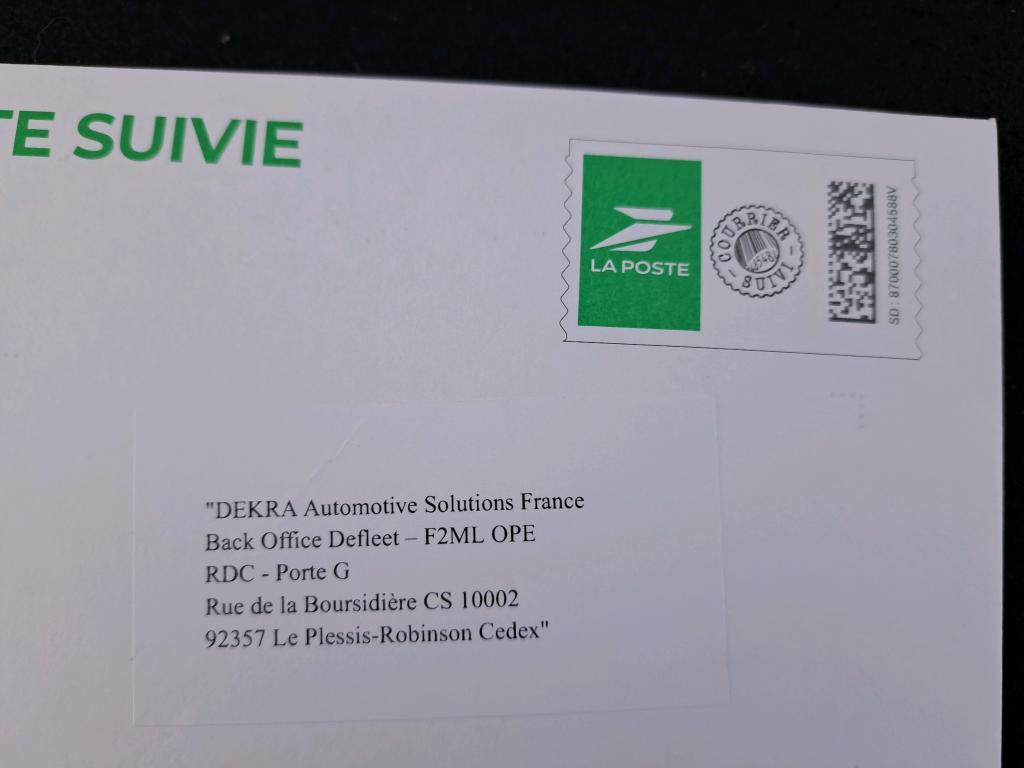 TE SUIVIE
LA POSTE
COURRIER
SUIVI
SD : 87000780304588V
"DEKRA Automotive Solutions France
Back Office Defleet – F2ML OPE
RDC - Porte G
Rue de la Boursidière CS 10002
92357 Le Plessis-Robinson Cedex"